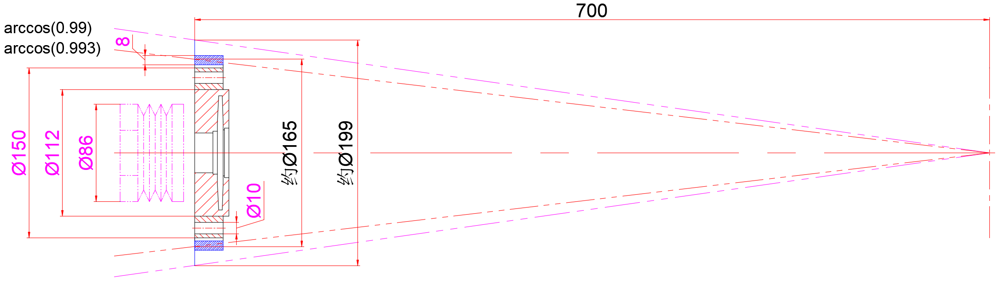 700
arccos(0.99)
arccos(0.993)
8
Ø150
Ø112
Ø86
Ø10
约Ø165
约Ø199